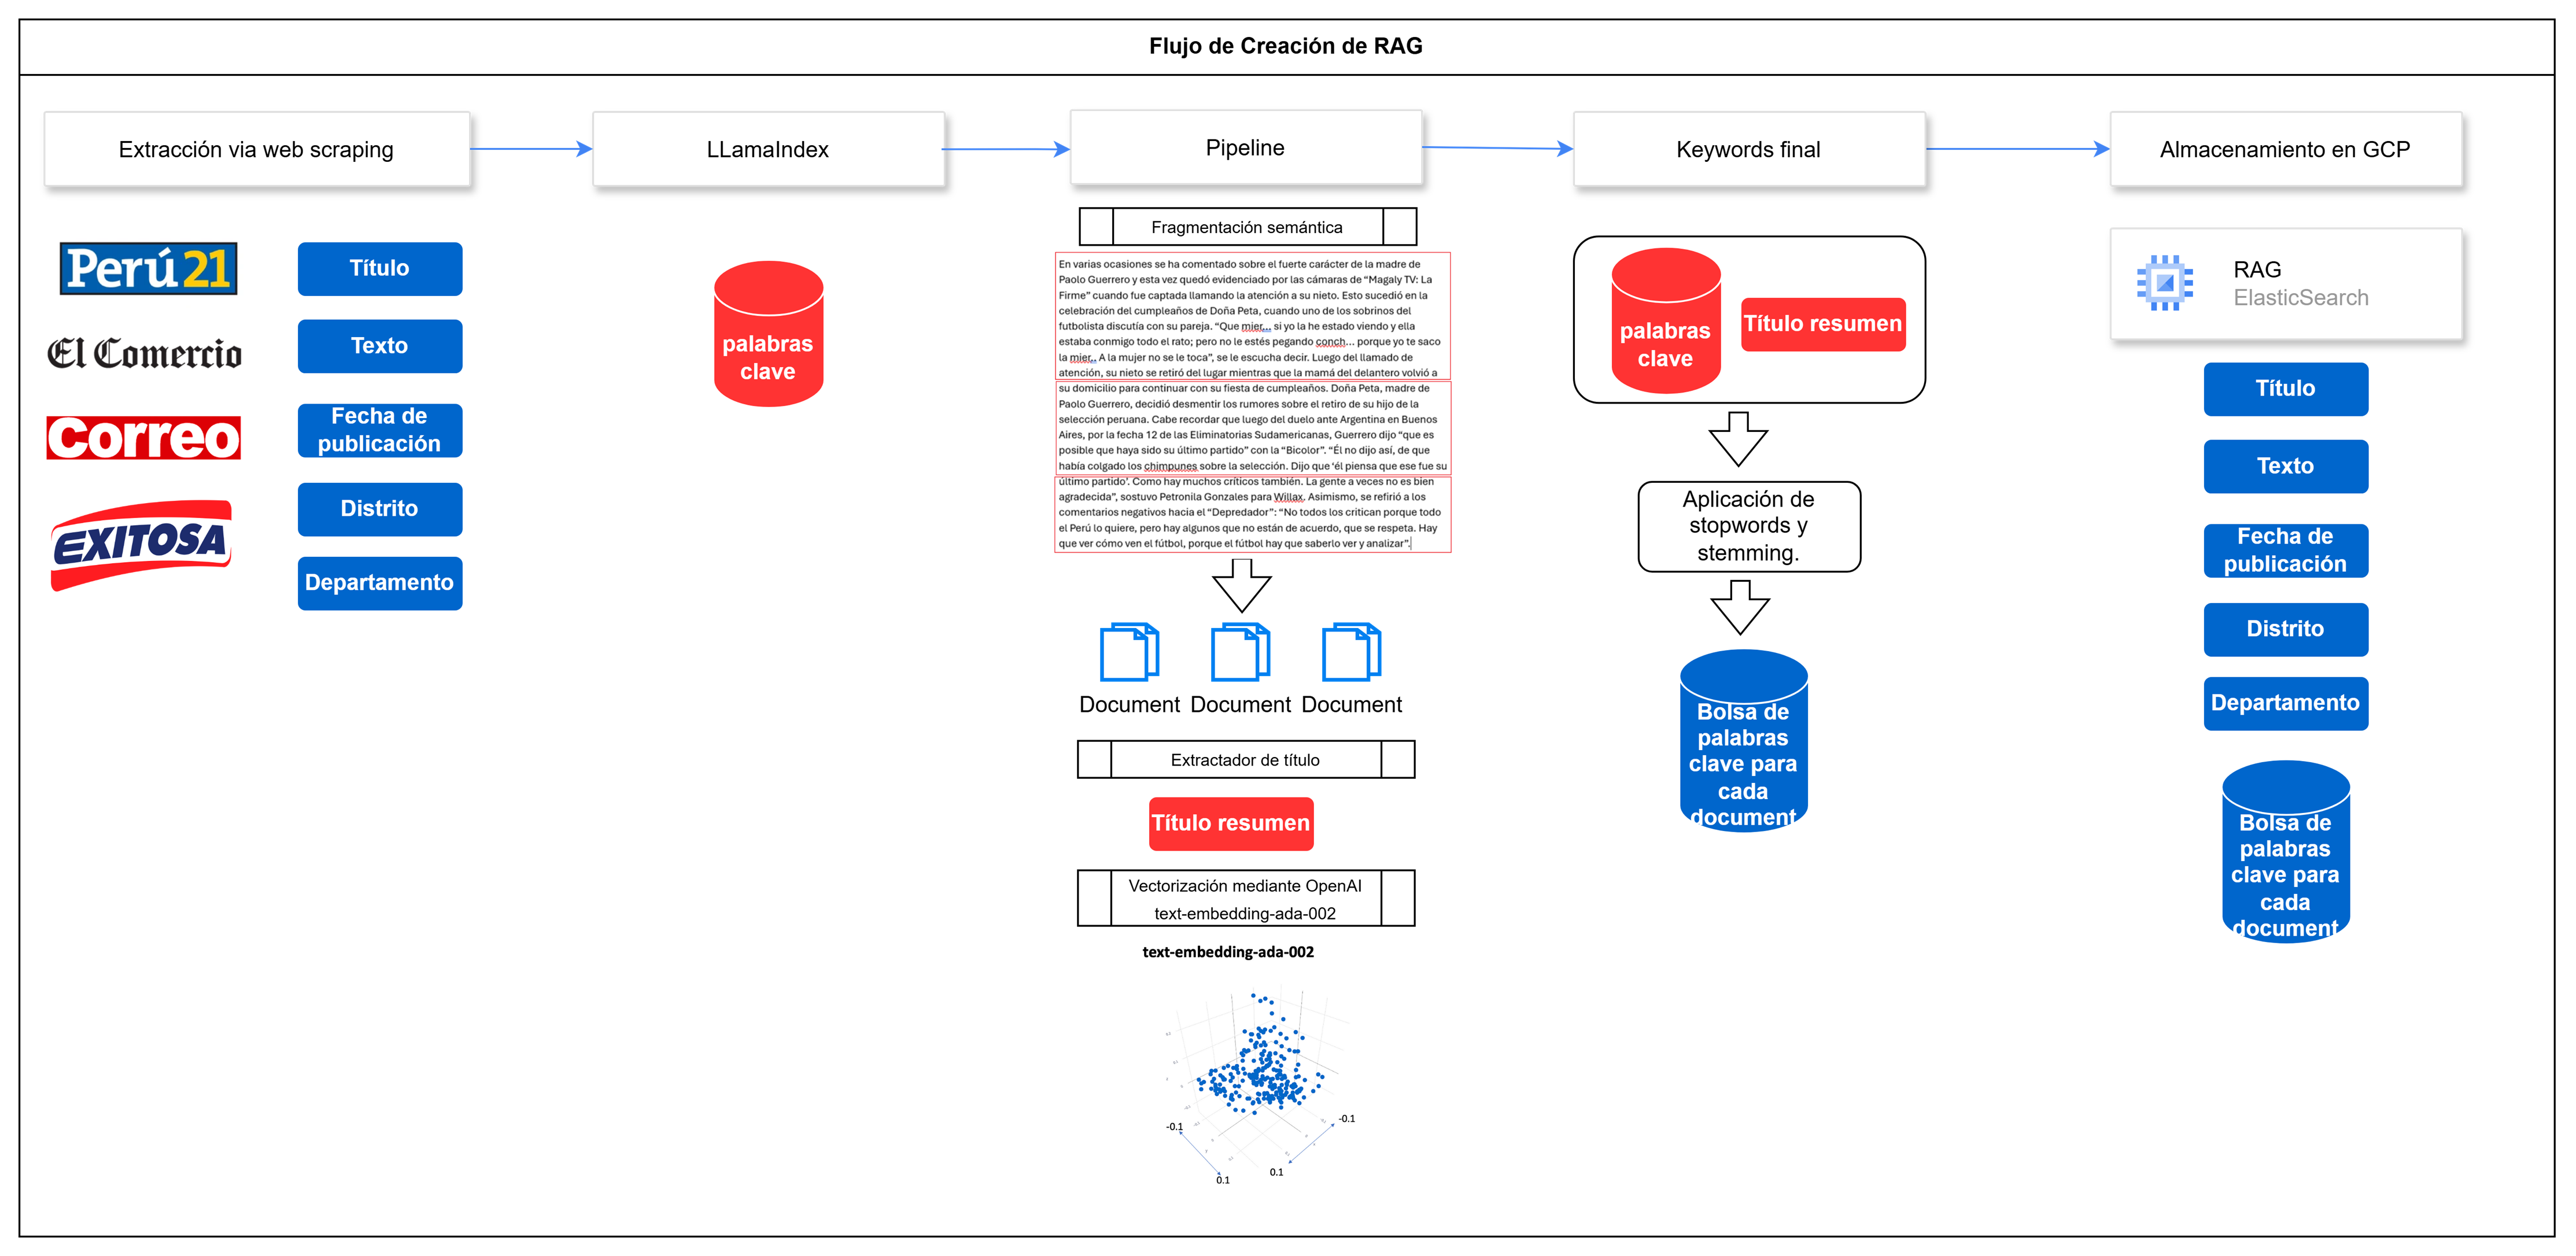 Flujo de Creación de RAG
Extracción via web scraping
LLamaIndex
Pipeline
Keywords final
Almacenamiento en GCP
Perú21
El Comercio
Correo
EXITOSA
Título
Texto
Fecha de
publicación
Distrito
Departamento
palabras
clave
Fragmentación semántica
En varias ocasiones se ha comentado sobre el fuerte carácter de la madre de
Paolo Guerrero y esta vez quedó evidenciado por las cámaras de “Magaly TV: La
Firme” cuando fue captada llamando la atención a su nieto. Esto sucedió en la
celebración del cumpleaños de Doña Peta, cuando uno de los sobrinos del
futbolista discutía con su pareja. “Que mier... si yo la he estado viendo y ella
estaba conmigo todo el rato; pero no le estés pegando conch... porque yo te saco
la mier.. A la mujer no se le toca”, se le escucha decir. Luego del llamado de
atención, su nieto se retiró del lugar mientras que la mamá del delantero volvió a
su domicilio para continuar con su fiesta de cumpleaños. Doña Peta, madre de
Paolo Guerrero, decidió desmentir los rumores sobre el retiro de su hijo de la
selección peruana. Cabe recordar que luego del duelo ante Argentina en Buenos
Aires, por la fecha 12 de las Eliminatorias Sudamericanas, Guerrero dijo “que es
posible que haya sido su último partido” con la “Bicolor”. “Él no dijo así, de que
había colgado los chimpunes sobre la selección. Dijo que ‘él piensa que ese fue su
último partido’. Como hay muchos críticos también. La gente a veces no es bien
agradecida”, sostuvo Petronila Gonzales para Willax. Asimismo, se refirió a los
comentarios negativos hacia el “Depredador”: “No todos los critican porque todo
el Perú lo quiere, pero hay algunos que no están de acuerdo, que se respeta. Hay
que ver cómo ven el fútbol, porque el fútbol hay que saberlo ver y analizar”.
Document Document Document
Extractador de título
Título resumen
Vectorización mediante OpenAI
text-embedding-ada-002
text-embedding-ada-002
-0.1
-0.1
0.1
0.1
palabras
clave
Título resumen
Aplicación de
stopwords y
stemming.
Bolsa de
palabras
clave para
cada
document
RAG
ElasticSearch
Título
Texto
Fecha de
publicación
Distrito
Departamento
Bolsa de
palabras
clave para
cada
document